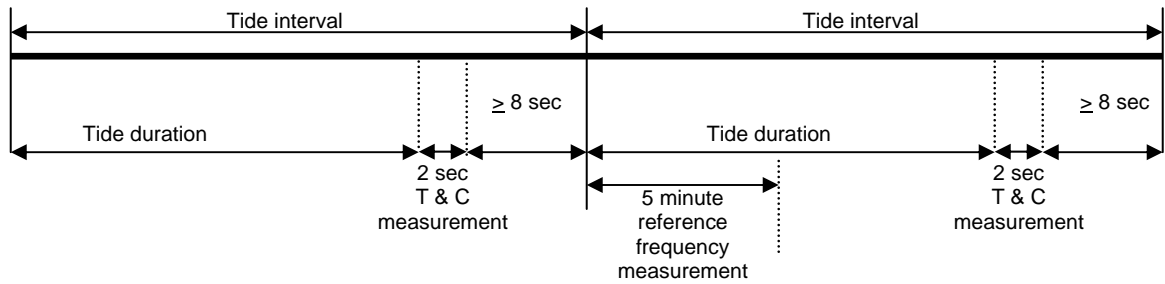 Tide interval
Tide interval
≥ 8 sec
≥ 8 sec
Tide duration
Tide duration
2 sec
T & C
measurement
5 minute
reference
frequency
measurement
2 sec
T & C
measurement